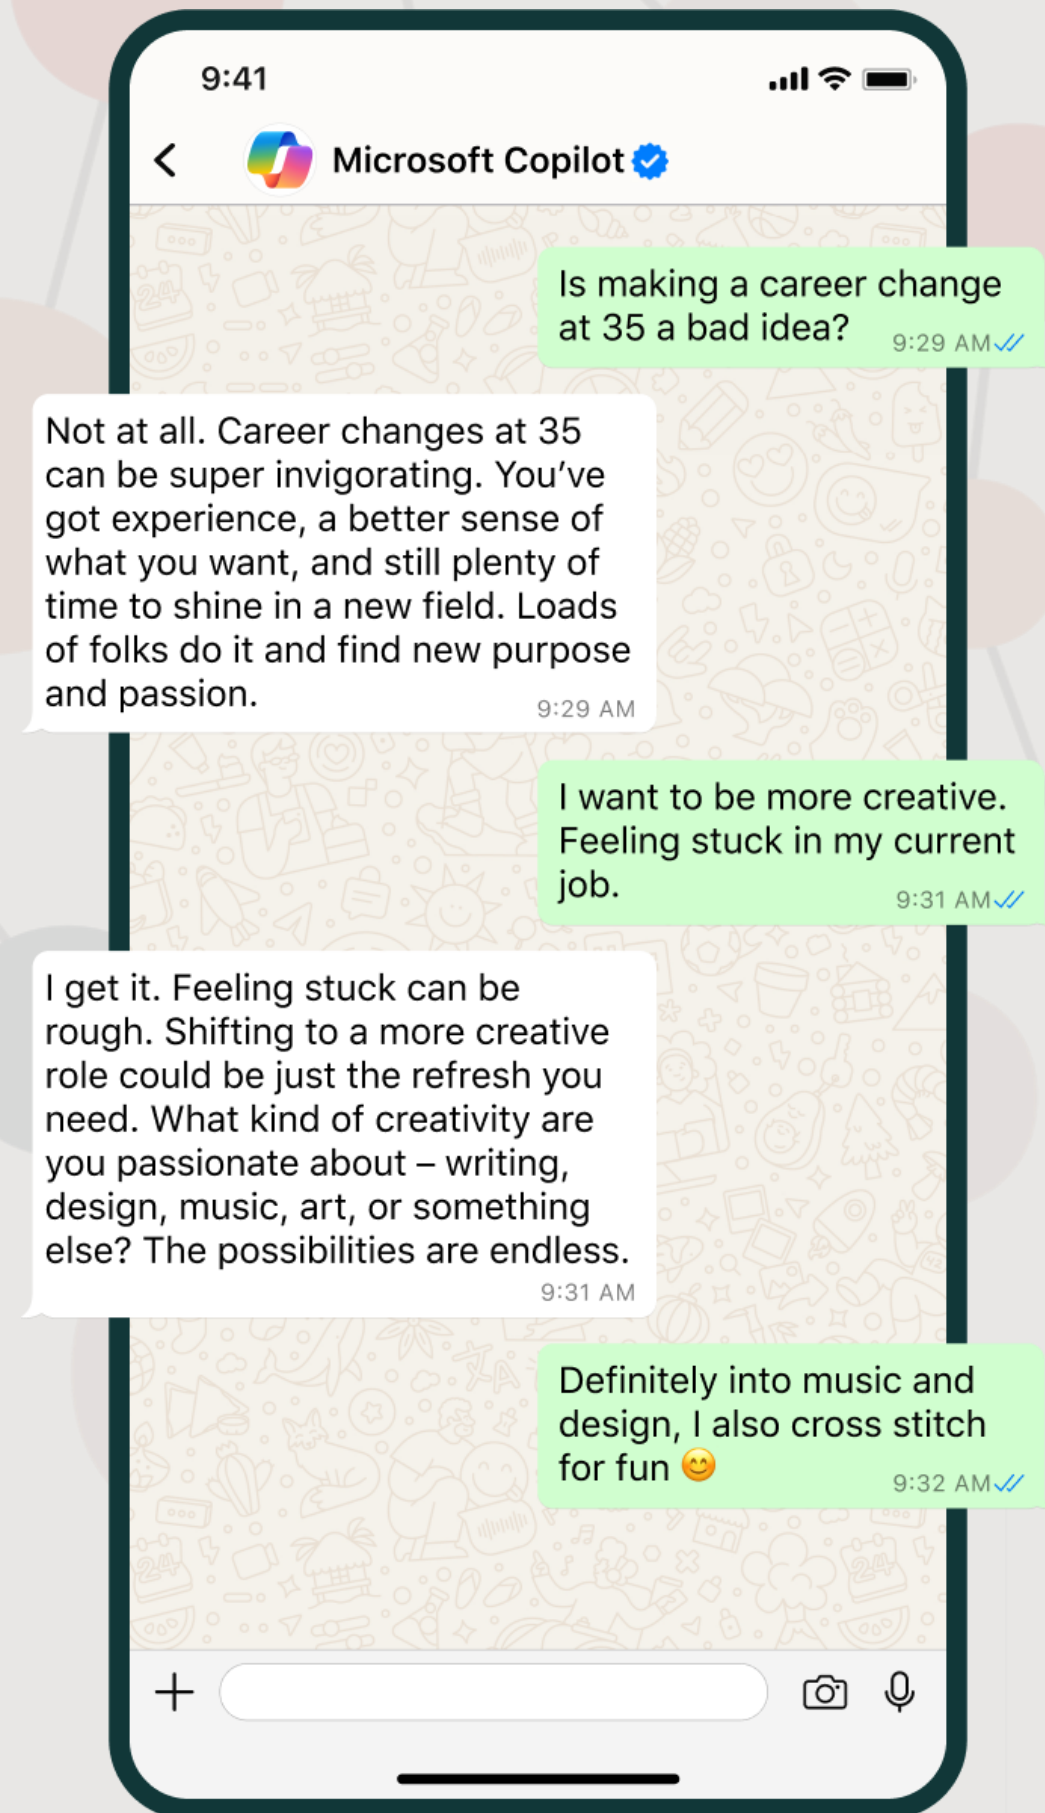 9:41
Microsoft Copilot
Is making a career change
at 35 a bad idea?
9:29 AM
Not at all. Career changes at 35
can be super invigorating. You’ve
got experience, a better sense of
what you want, and still plenty of
time to shine in a new field. Loads
of folks do it and find new purpose
and passion.
9:29 AM
I want to be more creative.
Feeling stuck in my current
job.
9:31 AM
I get it. Feeling stuck can be
rough. Shifting to a more creative
role could be just the refresh you
need. What kind of creativity are
you passionate about – writing,
design, music, art, or something
else? The possibilities are endless.
9:31 AM
Definitely into music and
design, I also cross stitch
for fun 😊
9:32 AM